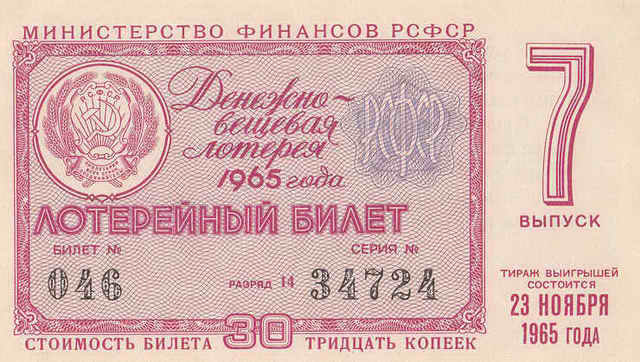 МИНИСТЕРСТВО ФИНАНСОВ РСФСР
РСФСР
Денежно-
вещевая
лотерея
1965 года
РСФСР
ЛОТЕРЕЙНЫЙ БИЛЕТ
БИЛЕТ №
СЕРИЯ №
046
РАЗРЯД 14
34724
СТОИМОСТЬ БИЛЕТА 30 ТРИДЦАТЬ КОПЕЕК
7
ВЫПУСК
ТИРАЖ ВЫИГРЫШЕЙ
СОСТОИТСЯ
23 НОЯБРЯ
1965 ГОДА